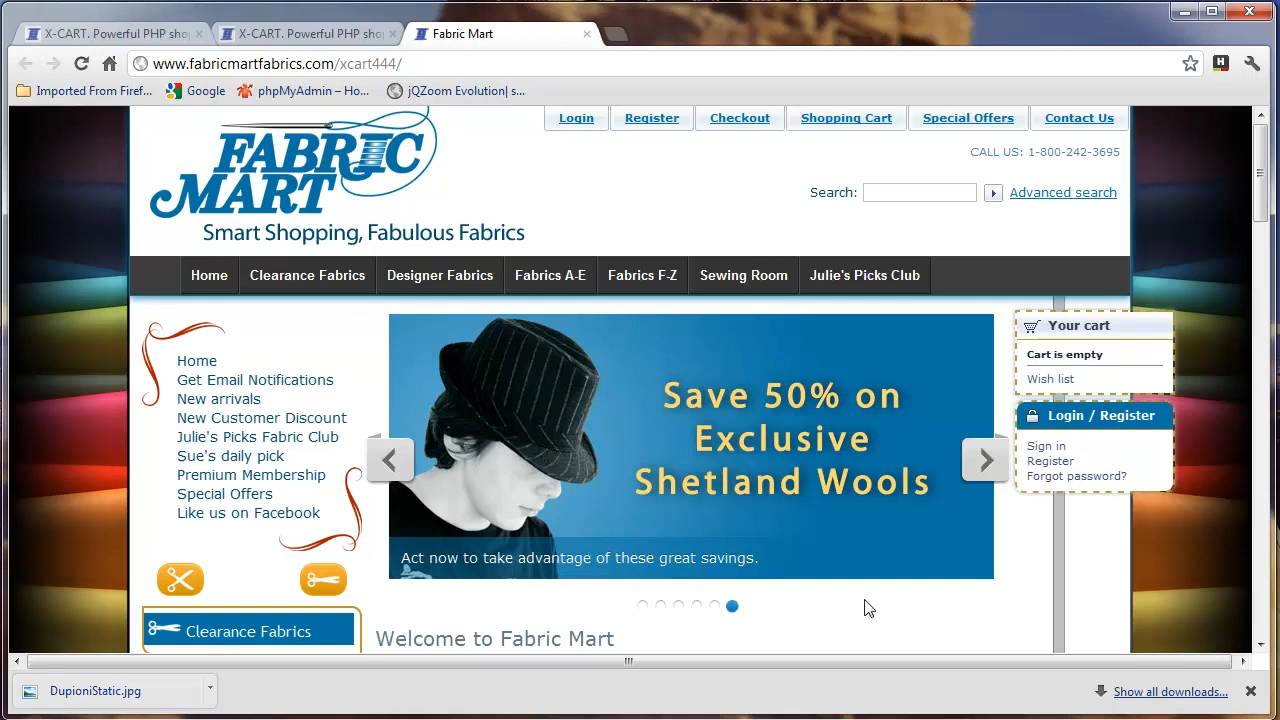 X-CART. Powerful PHP sho
X-CART. Powerful PHP sho
Fabric Mart
www.fabricmartfabrics.com/xcart444/
Imported From Firef...
Google
phpMyAdmin – Ho...
jQZoom Evolution| s...
Login
Register
Checkout
Shopping Cart
Special Offers
Contact Us
FABRIC
MART
Smart Shopping, Fabulous Fabrics
CALL US: 1-800-242-3695
Search:
Advanced search
Home
Clearance Fabrics
Designer Fabrics
Fabrics A-E
Fabrics F-Z
Sewing Room
Julie's Picks Club
Home
Get Email Notifications
New arrivals
New Customer Discount
Julie's Picks Fabric Club
Sue's daily pick
Premium Membership
Special Offers
Like us on Facebook
Clearance Fabrics
Save 50% on
Exclusive
Shetland Wools
Act now to take advantage of these great savings.
Welcome to Fabric Mart
Your cart
Cart is empty
Wish list
Login / Register
Sign in
Register
Forgot password?
DupioniStatic.jpg
Show all downloads...